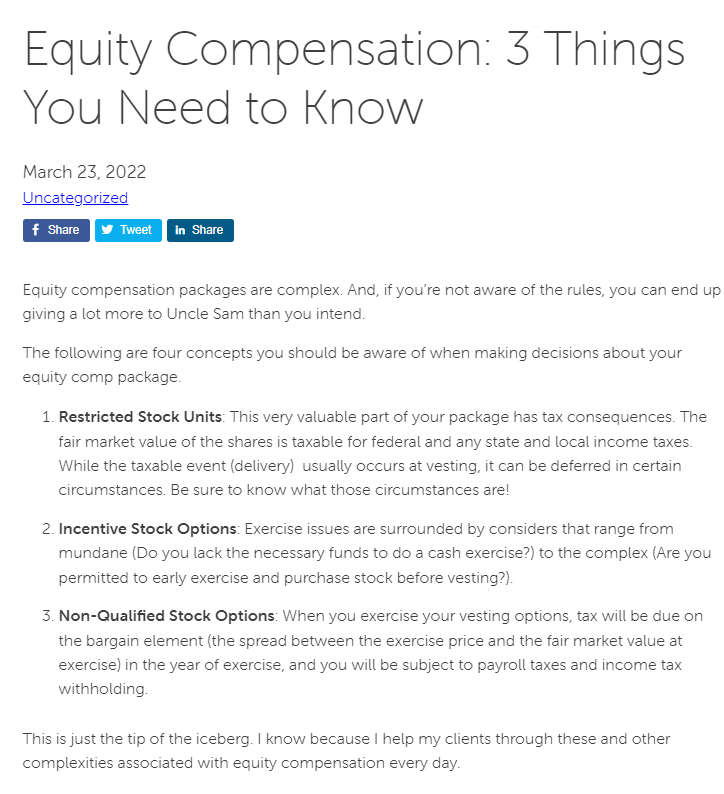 Equity Compensation: 3 Things
You Need to Know
March 23, 2022
Uncategorized
Share Tweet Share
Equity compensation packages are complex. And, if you’re not aware of the rules, you can end up
giving a lot more to Uncle Sam than you intend.
The following are four concepts you should be aware of when making decisions about your
equity comp package.
1. Restricted Stock Units: This very valuable part of your package has tax consequences. The
fair market value of the shares is taxable for federal and any state and local income taxes.
While the taxable event (delivery)  usually occurs at vesting, it can be deferred in certain
circumstances. Be sure to know what those circumstances are!
2. Incentive Stock Options: Exercise issues are surrounded by considers that range from
mundane (Do you lack the necessary funds to do a cash exercise?) to the complex (Are you
permitted to early exercise and purchase stock before vesting?).
3. Non-Qualified Stock Options: When you exercise your vesting options, tax will be due on
the bargain element (the spread between the exercise price and the fair market value at
exercise) in the year of exercise, and you will be subject to payroll taxes and income tax
withholding.
This is just the tip of the iceberg. I know because I help my clients through these and other
complexities associated with equity compensation every day.